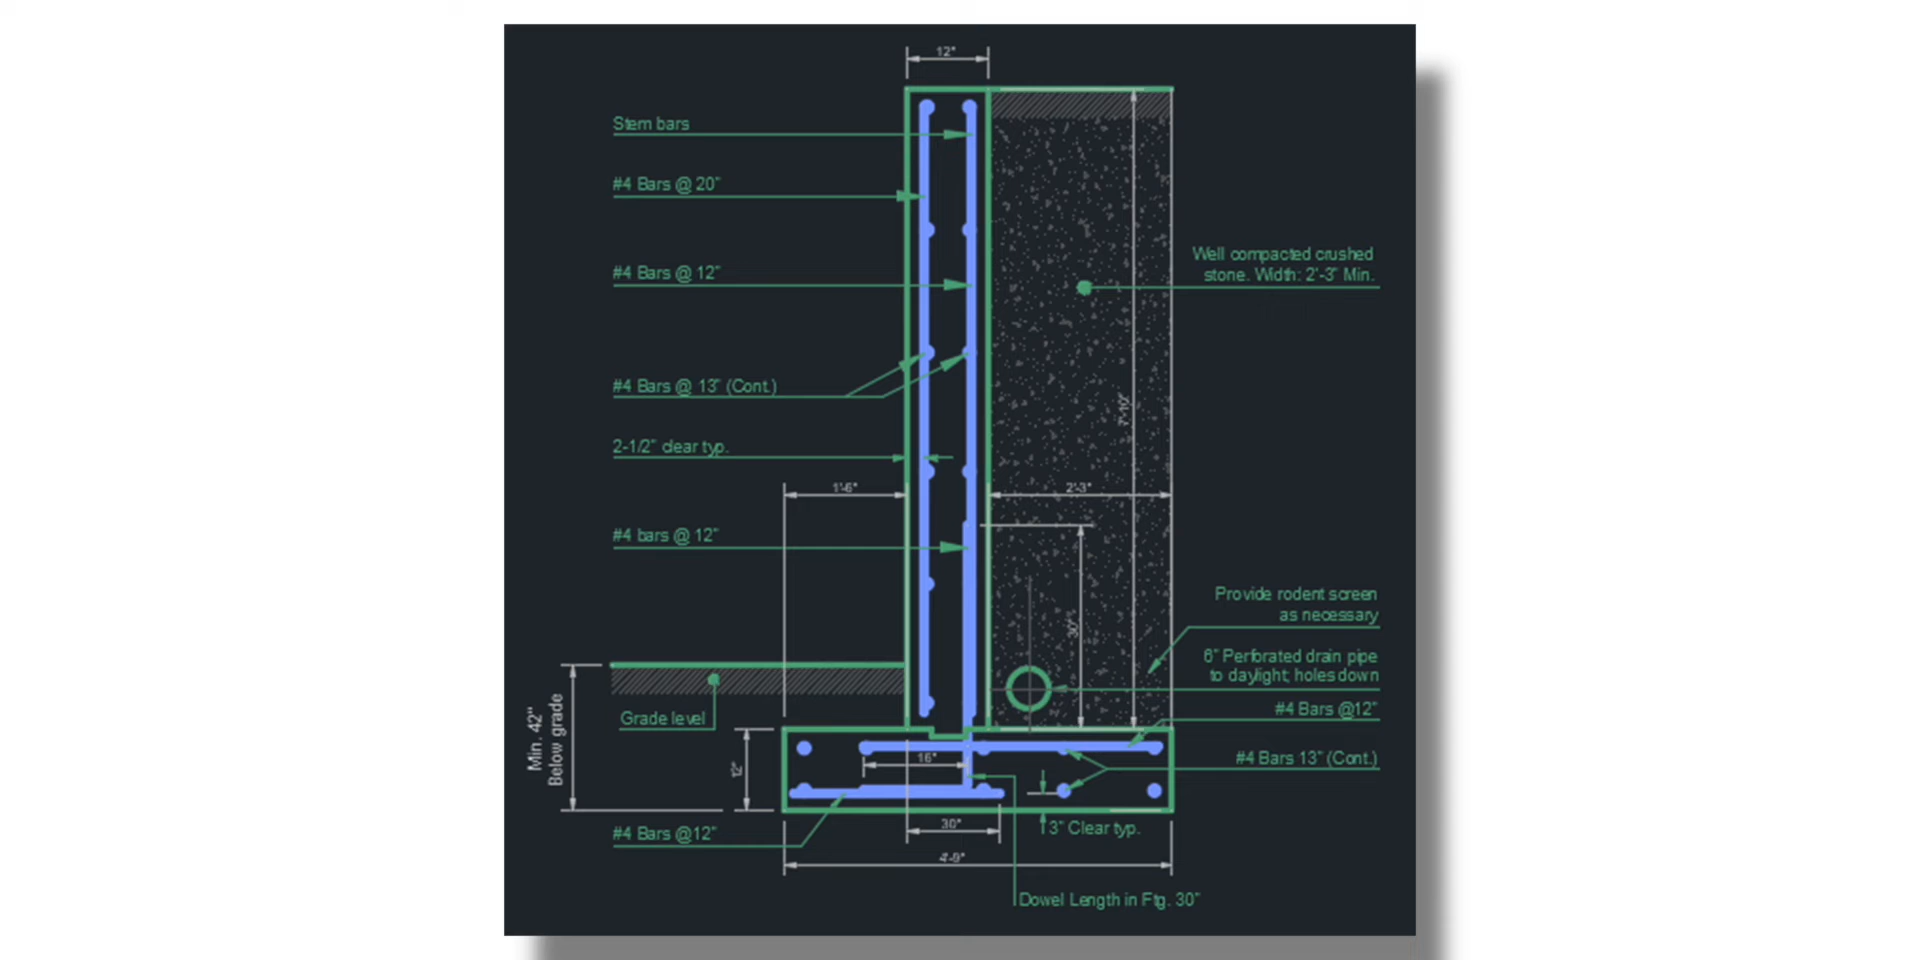 12"
Stem bars
#4 Bars @ 20"
#4 Bars @ 12"
Well compacted crushed
stone. Width: 2'-3" Min.
#4 Bars @ 13" (Cont.)
7'-10"
2-1/2" clear typ.
1'-6"
2'-3"
#4 bars @ 12"
30"
Provide rodent screen
as necessary
6" Perforated drain pipe
to daylight; holes down
#4 Bars @12"
Grade level
Min. 42"
Below grade
12"
16"
#4 Bars 13" (Cont.)
#4 Bars @12"
30"
3" Clear typ.
4'-9"
Dowel Length in Ftg. 30"